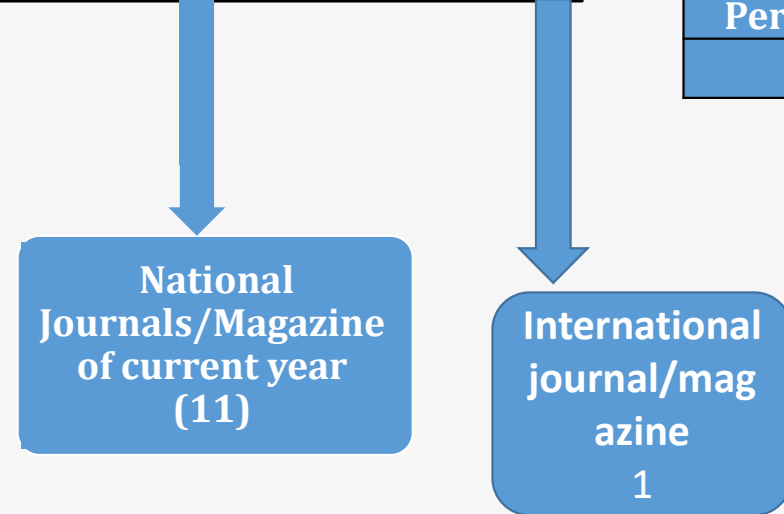 Per
National
Journals/Magazine
of current year
(11)
International
journal/mag
azine
1